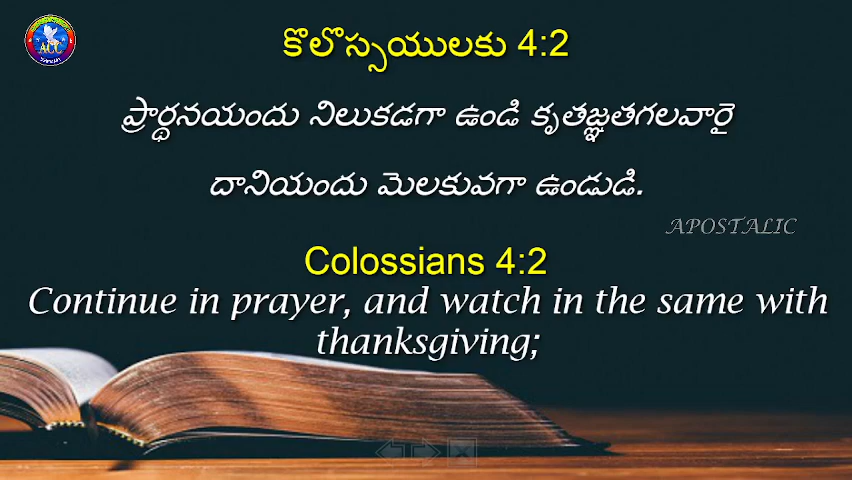 ACC
కొలొస్సయులకు 4:2
ప్రార్థనయందు నిలుకడగా ఉండి కృతజ్ఞతగలవారై
దానియందు మెలకువగా ఉండుడి.
APOSTALIC
Colossians 4:2
Continue in prayer, and watch in the same with
thanksgiving;